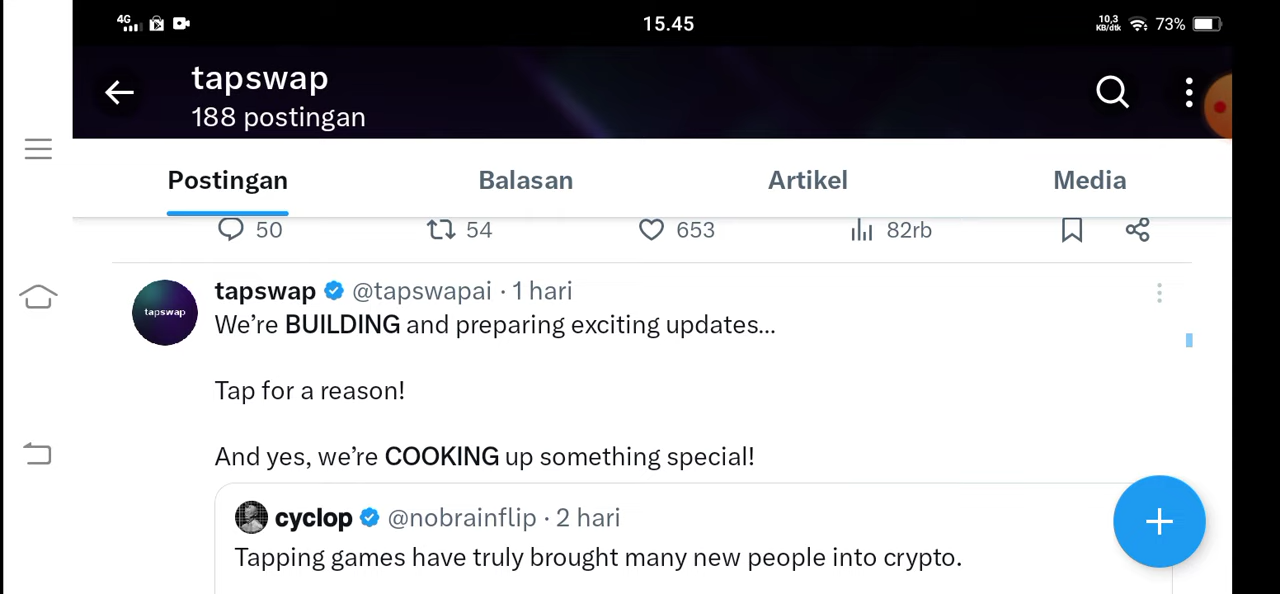 4G 15.45 10,3 KB/dtk 73%
tapswap
188 postingan
Postingan Balasan Artikel Media
50 54 653 82rb
tapswap @tapswapai · 1 hari
tapswap
We’re BUILDING and preparing exciting updates...
Tap for a reason!
And yes, we’re COOKING up something special!
cyclop @nobrainflip · 2 hari
Tapping games have truly brought many new people into crypto.